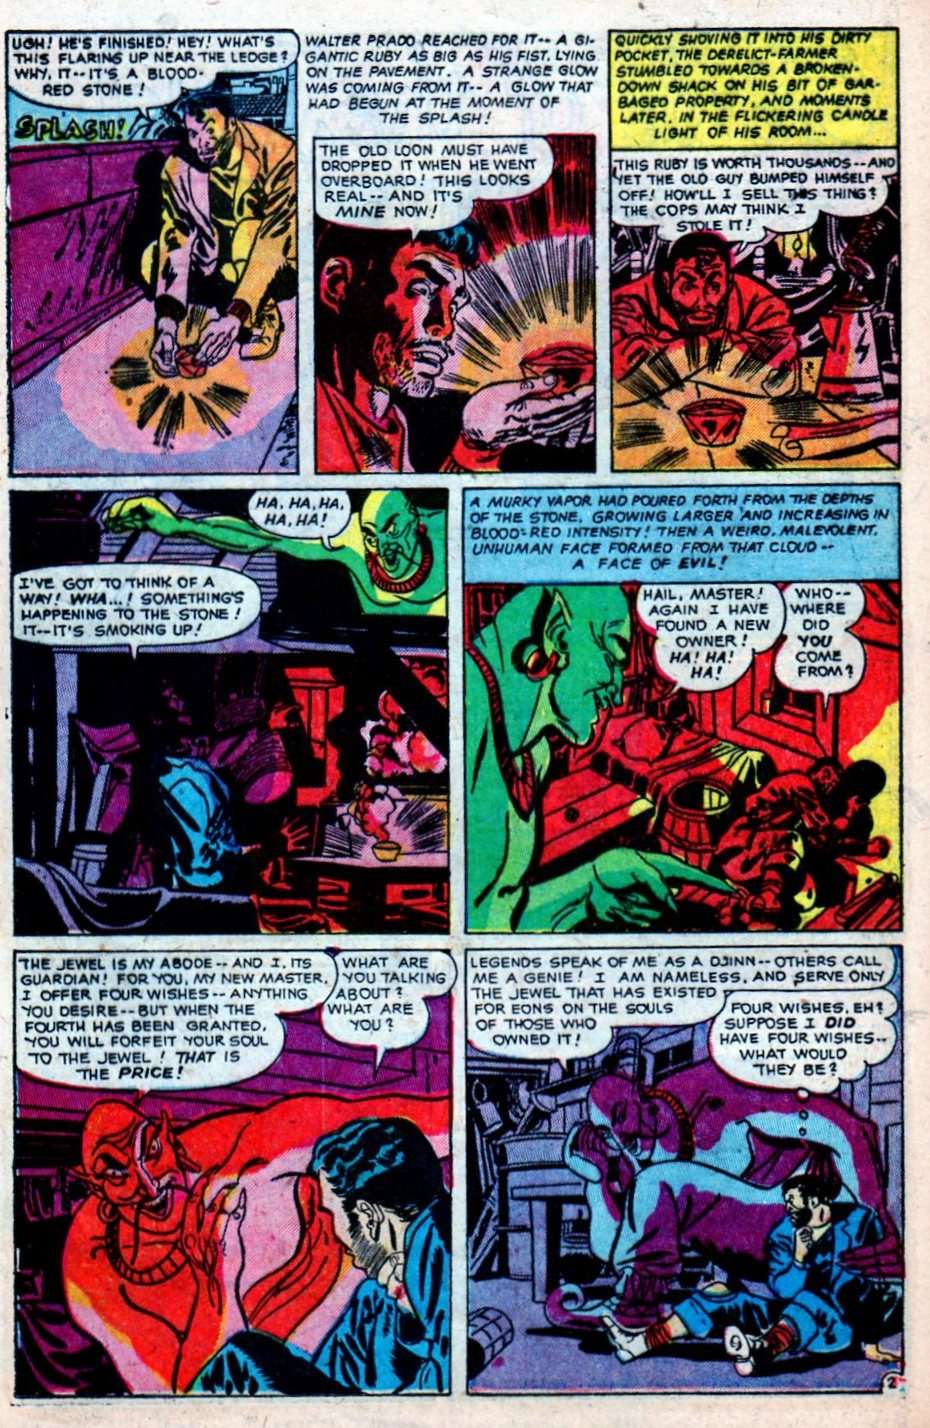 UGH! HE'S FINISHED! HEY! WHAT'S
THIS FLARING UP NEAR THE LEDGE?
WHY, IT--IT'S A BLOOD-
RED STONE!
SPLASH!
WALTER PRADO REACHED FOR IT-- A GI-
GANTIC RUBY AS BIG AS HIS FIST, LYING
ON THE PAVEMENT. A STRANGE GLOW
WAS COMING FROM IT-- A GLOW THAT
HAD BEGUN AT THE MOMENT OF
THE SPLASH!
THE OLD LOON MUST HAVE
DROPPED IT WHEN HE WENT
OVERBOARD! THIS LOOKS
REAL-- AND IT'S
MINE NOW!
QUICKLY SHOVING IT INTO HIS DIRTY
POCKET, THE DERELICT-FARMER
STUMBLED TOWARDS A BROKEN-
DOWN SHACK ON HIS BIT OF GAR-
BAGED PROPERTY, AND MOMENTS
LATER, IN THE FLICKERING CANDLE
LIGHT OF HIS ROOM...
THIS RUBY IS WORTH THOUSANDS--AND
YET THE OLD GUY BUMPED HIMSELF
OFF! HOW'LL I SELL THIS THING?
THE COPS MAY THINK I
STOLE IT!
HA, HA, HA,
HA, HA!
I'VE GOT TO THINK OF A
WAY! WHA...! SOMETHING'S
HAPPENING TO THE STONE!
IT--IT'S SMOKING UP!
A MURKY VAPOR HAD POURED FORTH FROM THE DEPTHS
OF THE STONE, GROWING LARGER AND INCREASING IN
BLOOD-RED INTENSITY! THEN A WEIRD, MALEVOLENT,
UNHUMAN FACE FORMED FROM THAT CLOUD--
A FACE OF EVIL!
HAIL, MASTER!
AGAIN I HAVE
FOUND A NEW
OWNER!
HA! HA!
HA!
WHO--
WHERE
DID
YOU
COME
FROM?
THE JEWEL IS MY ABODE-- AND I, ITS
GUARDIAN! FOR YOU, MY NEW MASTER,
I OFFER FOUR WISHES-- ANYTHING
YOU DESIRE-- BUT WHEN THE
FOURTH HAS BEEN GRANTED,
YOU WILL FORFEIT YOUR SOUL
TO THE JEWEL! THAT IS
THE PRICE!
WHAT ARE
YOU TALKING
ABOUT?
WHAT ARE
YOU?
LEGENDS SPEAK OF ME AS A DJINN-- OTHERS CALL
ME A GENIE! I AM NAMELESS, AND SERVE ONLY
THE JEWEL THAT HAS EXISTED
FOR EONS ON THE SOULS
OF THOSE WHO
OWNED IT!
FOUR WISHES, EH?
SUPPOSE I DID
HAVE FOUR WISHES--
WHAT WOULD
THEY BE?
2